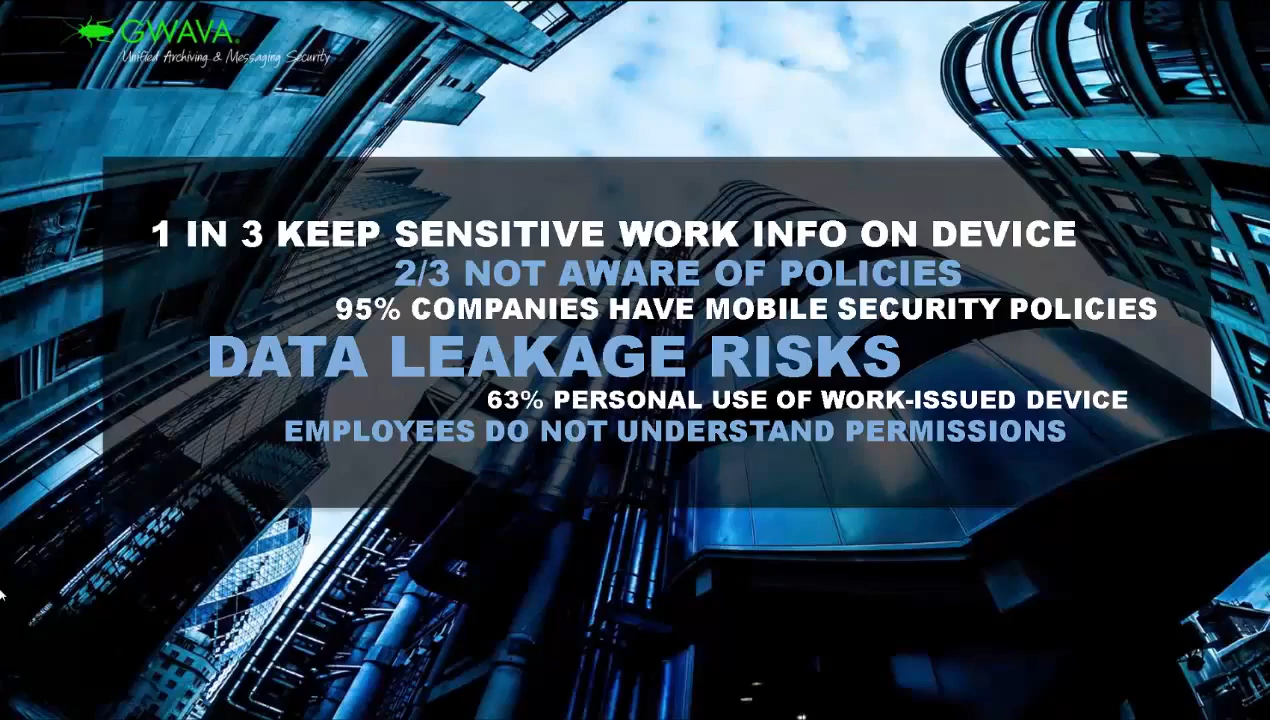 GWAVA®
Unified Archiving & Messaging Security
1 IN 3 KEEP SENSITIVE WORK INFO ON DEVICE
2/3 NOT AWARE OF POLICIES
95% COMPANIES HAVE MOBILE SECURITY POLICIES
DATA LEAKAGE RISKS
63% PERSONAL USE OF WORK-ISSUED DEVICE
EMPLOYEES DO NOT UNDERSTAND PERMISSIONS